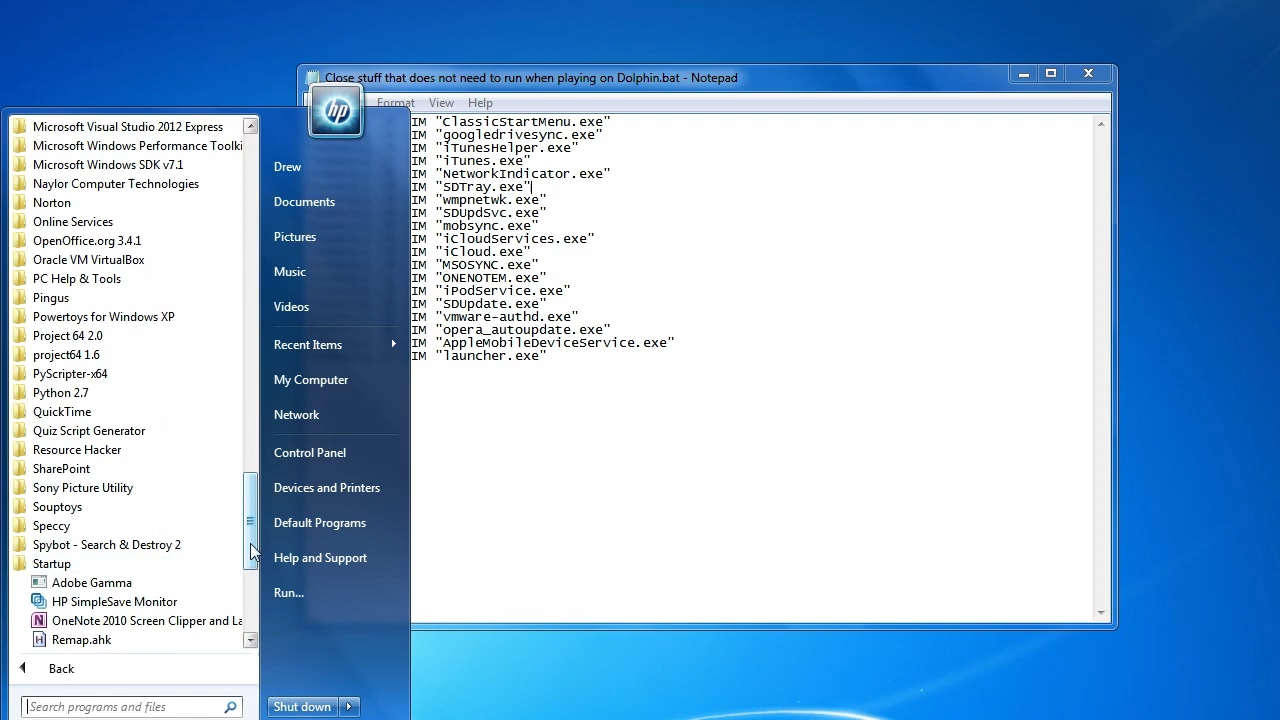 Close stuff that does not need to run when playing on Dolphin.bat - Notepad
Format View Help
hp
IM "ClassicStartMenu.exe"
IM "googledrivesync.exe"
IM "iTunesHelper.exe"
IM "iTunes.exe"
IM "NetworkIndicator.exe"
IM "SDTray.exe"
IM "wmpnetwk.exe"
IM "SDUpdSvc.exe"
IM "mobsync.exe"
IM "iCloudServices.exe"
IM "iCloud.exe"
IM "MSOSYNC.exe"
IM "ONENOTEM.exe"
IM "iPodService.exe"
IM "SDUpdate.exe"
IM "vmware-authd.exe"
IM "opera_autoupdate.exe"
IM "AppleMobileDeviceService.exe"
IM "launcher.exe"
Microsoft Visual Studio 2012 Express
Microsoft Windows Performance Toolki
Microsoft Windows SDK v7.1
Naylor Computer Technologies
Norton
Online Services
OpenOffice.org 3.4.1
Oracle VM VirtualBox
PC Help & Tools
Pingus
Powertoys for Windows XP
Project 64 2.0
project64 1.6
PyScripter-x64
Python 2.7
QuickTime
Quiz Script Generator
Resource Hacker
SharePoint
Sony Picture Utility
Souptoys
Speccy
Spybot - Search & Destroy 2
Startup
Adobe Gamma
HP SimpleSave Monitor
OneNote 2010 Screen Clipper and La
Remap.ahk
Back
Search programs and files
Drew
Documents
Pictures
Music
Videos
Recent Items
My Computer
Network
Control Panel
Devices and Printers
Default Programs
Help and Support
Run...
Shut down